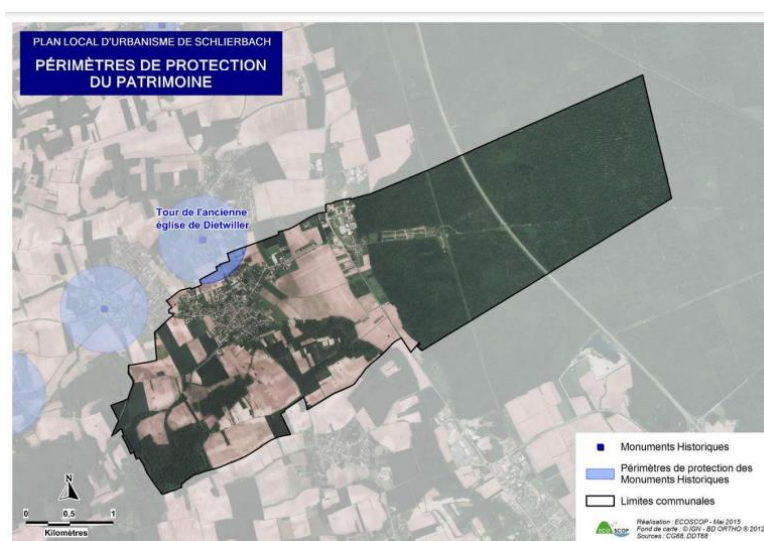 PLAN LOCAL D'URBANISME DE SCHLIERBACH
PÉRIMÈTRES DE PROTECTION
DU PATRIMOINE
Tour de l'ancienne
église de Dietwiller
Monuments Historiques
Périmètres de protection des
Monuments Historiques
Limites communales
N
0 0,5 1
Kilomètres
ECOSCOP
Réalisation : ECOSCOP - Mai 2015
Fond de carte : © IGN - BD ORTHO ® 2012
Sources : CG68, DDT68